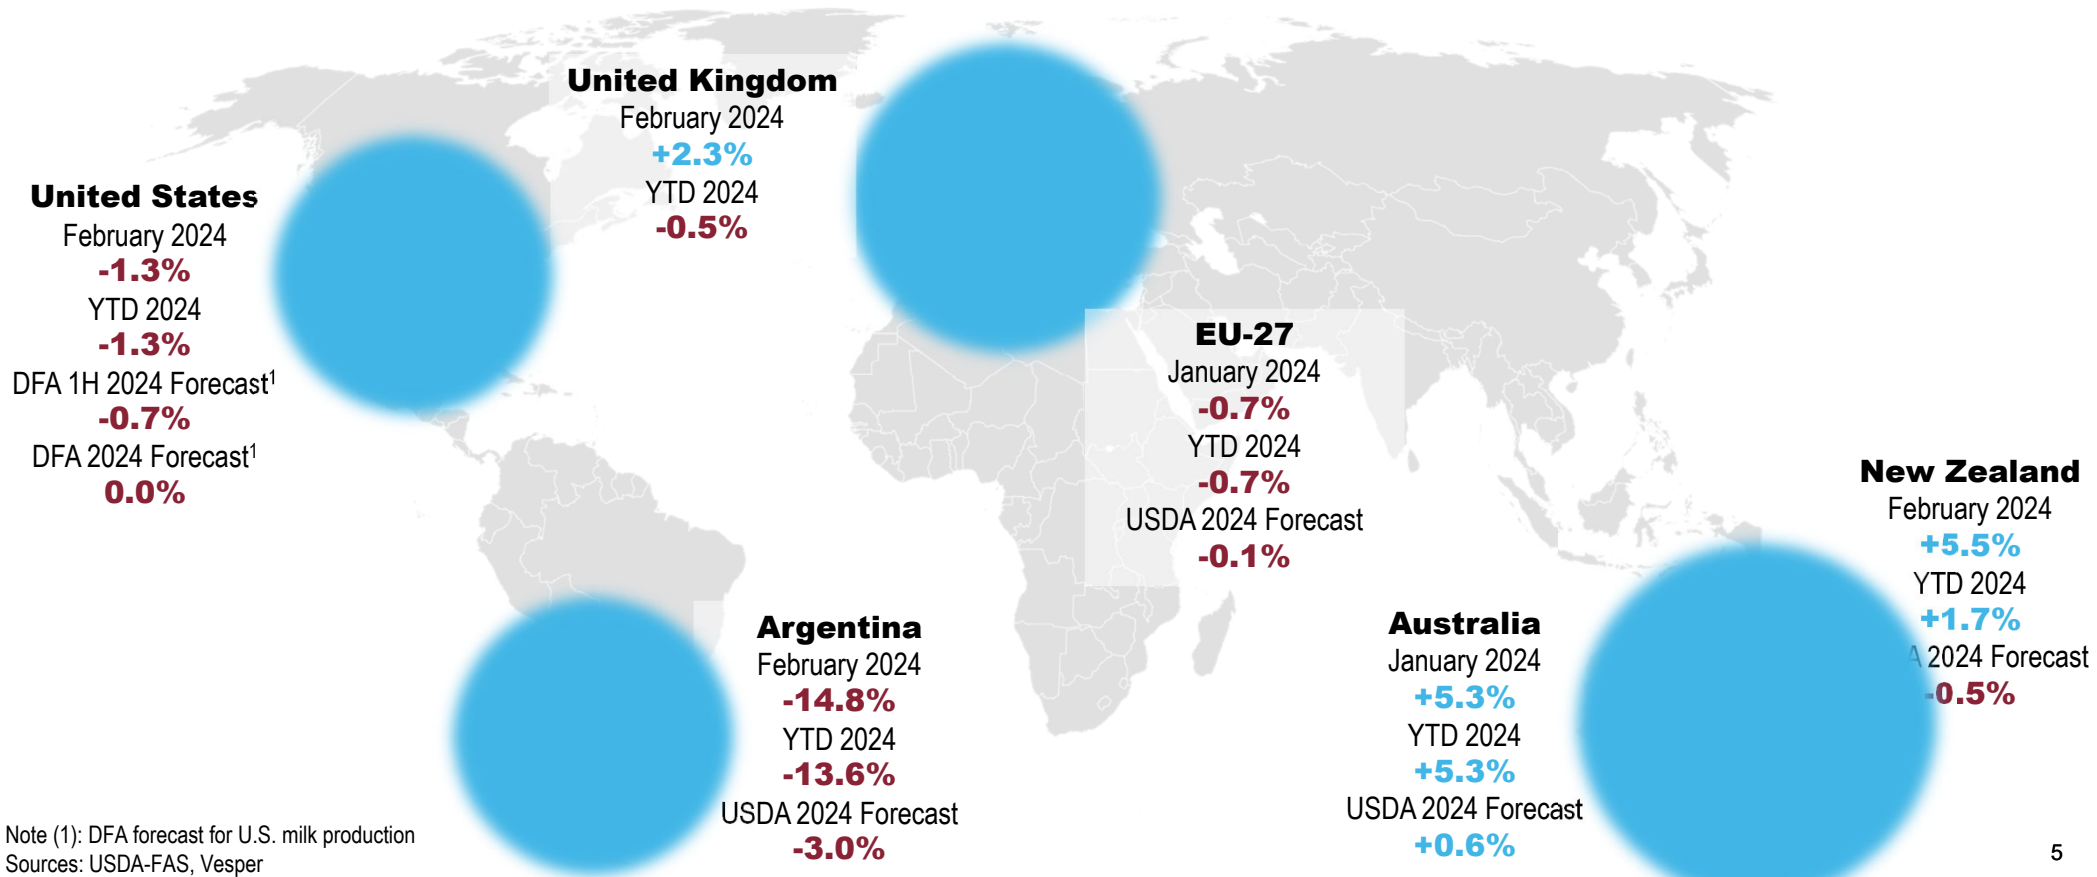 United Kingdom
February 2024
+2.3%
YTD 2024
-0.5%
United States
February 2024
-1.3%
YTD 2024
-1.3%
DFA 1H 2024 Forecast¹
-0.7%
DFA 2024 Forecast¹
0.0%
EU-27
January 2024
-0.7%
YTD 2024
-0.7%
USDA 2024 Forecast
-0.1%
New Zealand
February 2024
+5.5%
YTD 2024
+1.7%
A 2024 Forecast
-0.5%
Argentina
February 2024
-14.8%
YTD 2024
-13.6%
USDA 2024 Forecast
-3.0%
Australia
January 2024
+5.3%
YTD 2024
+5.3%
USDA 2024 Forecast
+0.6%
Note (1): DFA forecast for U.S. milk production
Sources: USDA-FAS, Vesper
5